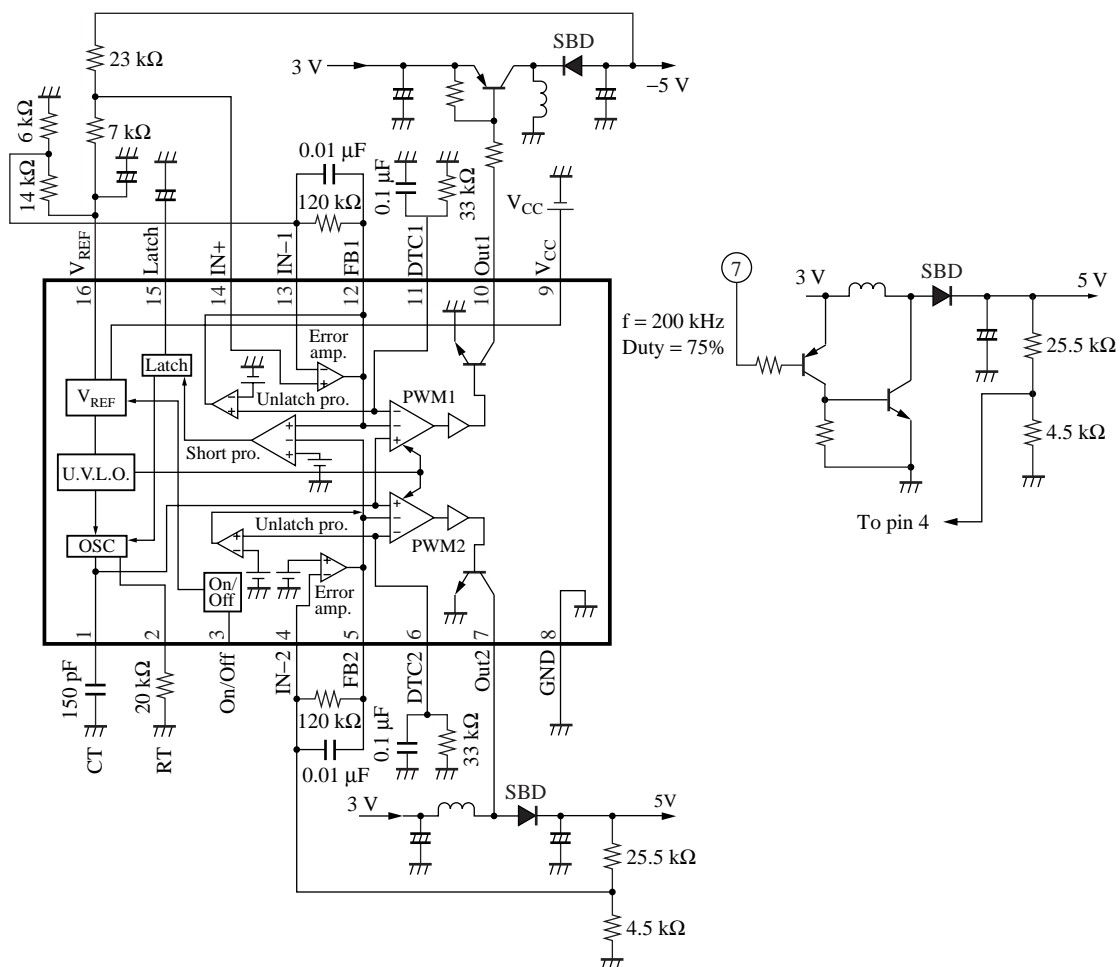 23 kΩ
3 V
SBD
−5 V
6 kΩ
14 kΩ
7 kΩ
0.01 μF
120 kΩ
0.1 μF
33 kΩ
VCC
VREF
Latch
IN+
IN−1
FB1
DTC1
Out1
VCC
16
15
14
13
12
11
10
9
Latch
VREF
U.V.L.O.
OSC
On/
Off
Error
amp.
Unlatch pro.
PWM1
Short pro.
Unlatch pro.
PWM2
Error
amp.
1
2
3
4
5
6
7
8
150 pF
20 kΩ
CT
RT
On/Off
IN−2
FB2
DTC2
Out2
GND
120 kΩ
0.01 μF
0.1 μF
33 kΩ
3 V
SBD
5V
25.5 kΩ
4.5 kΩ
7
f = 200 kHz
Duty = 75%
3 V
SBD
5 V
25.5 kΩ
4.5 kΩ
To pin 4